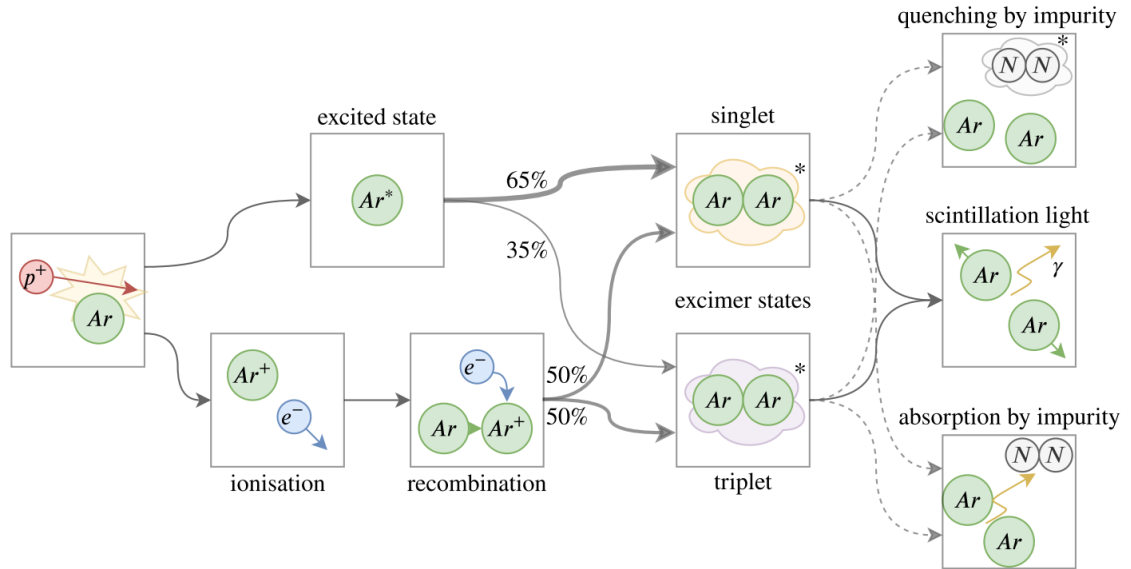 quenching by impurity
*
N N
Ar
Ar
excited state
Ar*
singlet
*
Ar Ar
65%
35%
scintillation light
Ar
γ
Ar
p+
Ar
excimer states
ionisation
Ar+
e−
recombination
e−
Ar Ar+
50%
50%
*
Ar Ar
triplet
absorption by impurity
N N
Ar
Ar